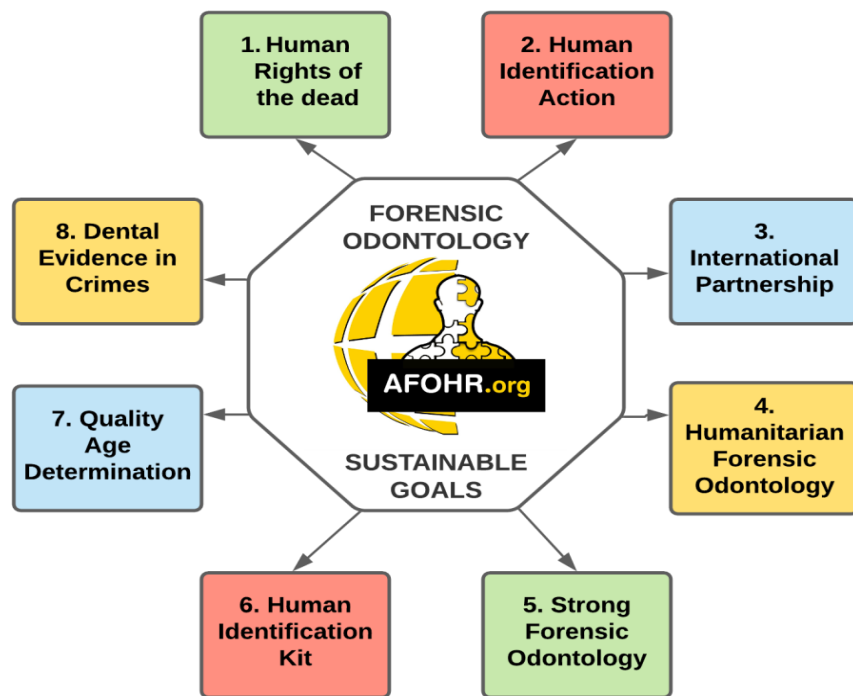 1. Human
Rights of
the dead
2. Human
Identification
Action
3.
International
Partnership
4.
Humanitarian
Forensic
Odontology
5. Strong
Forensic
Odontology
6. Human
Identification
Kit
7. Quality
Age
Determination
8. Dental
Evidence in
Crimes
FORENSIC
ODONTOLOGY
AFOHR.org
SUSTAINABLE
GOALS